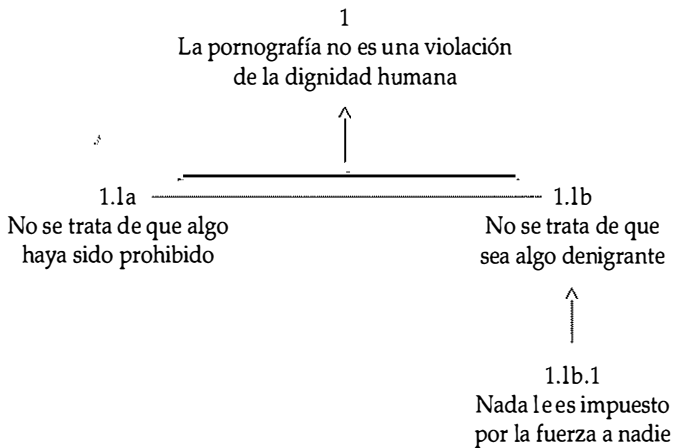 1
La pornografía no es una violación
de la dignidad humana
1.1a
No se trata de que algo
haya sido prohibido
1.1b
No se trata de que
sea algo denigrante
1.1b.1
Nada le es impuesto
por la fuerza a nadie